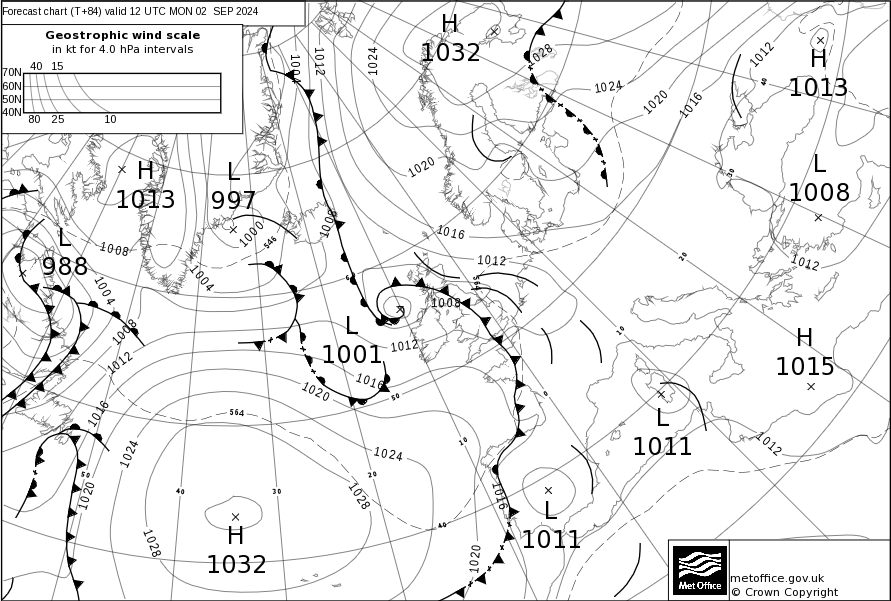 Forecast chart (T+84) valid 12 UTC MON 02 SEP 2024
Geostrophic wind scale
in kt for 4.0 hPa intervals
40 15
70N
60N
50N
40N
80 25 10
H
1032
H
1013
H
1013
L
997
L
1008
L
988
L
1001
H
1015
L
1011
L
1011
H
1032
1004
1012
1024
1028
1024
1020
1016
1012
1020
1016
1012
1008
1000
546
1008
1004
1004
1008
1012
1016
1024
1020
1028
564
1020
1016
1012
1008
564
1012
1012
1024
1028
1016
1020
40
30
20
10
0
10
20
30
40
50
50
40
Met Office
metoffice.gov.uk
© Crown Copyright